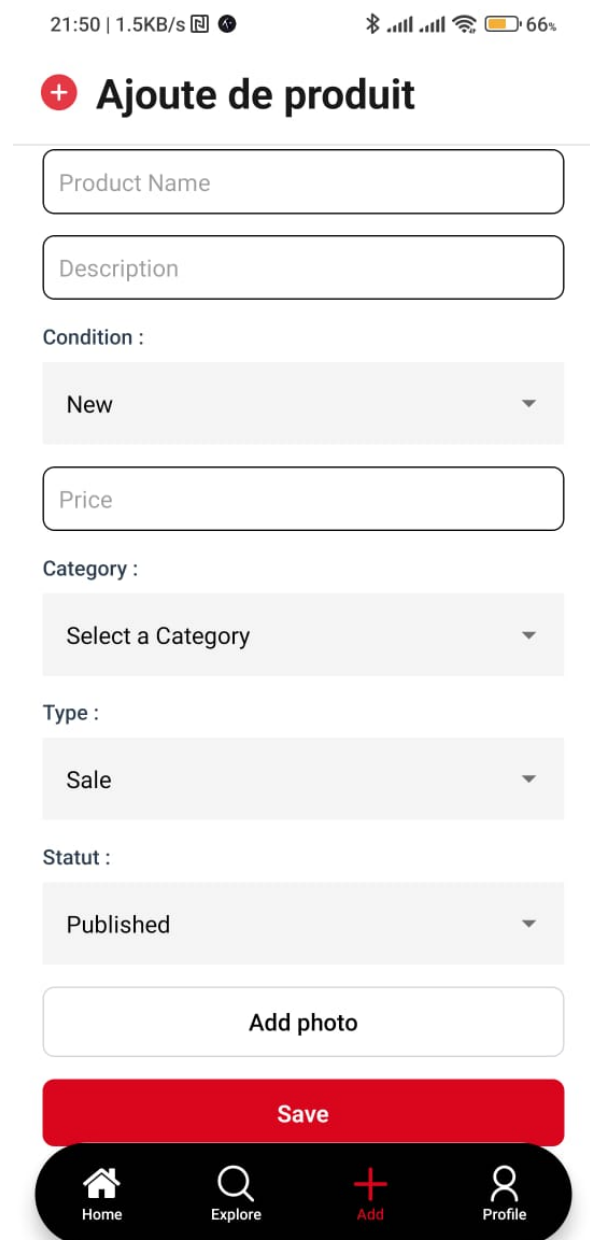 21:50 | 1.5KB/s 66%
Ajoute de produit
Product Name
Description
Condition :
New
Price
Category :
Select a Category
Type :
Sale
Statut :
Published
Add photo
Save
Home Explore Add Profile